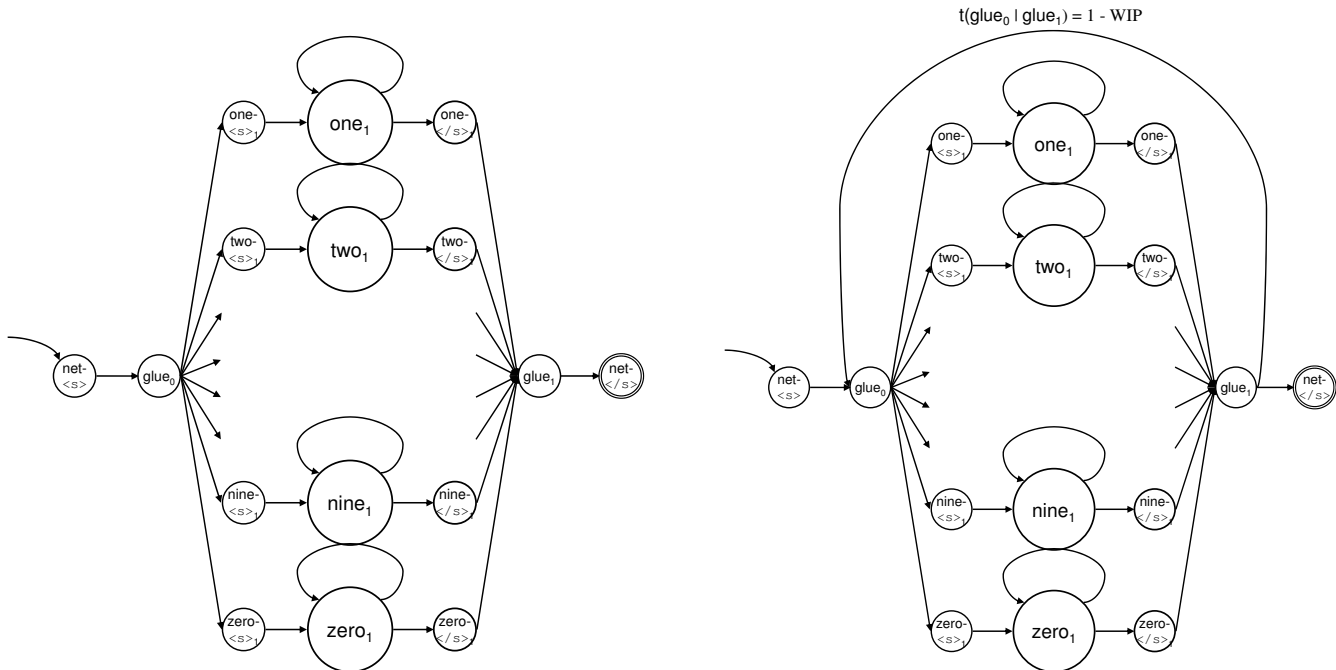 one-
<s>₁
one₁
one-
</s>₁
two-
<s>₁
two₁
two-
</s>₁
net-
<s>
glue₀
glue₁
net-
</s>
nine-
<s>₁
nine₁
nine-
</s>₁
zero-
<s>₁
zero₁
zero-
</s>₁
t(glue₀ | glue₁) = 1 - WIP
one-
<s>₁
one₁
one-
</s>₁
two-
<s>₁
two₁
two-
</s>₁
net-
<s>
glue₀
glue₁
net-
</s>
nine-
<s>₁
nine₁
nine-
</s>₁
zero-
<s>₁
zero₁
zero-
</s>₁